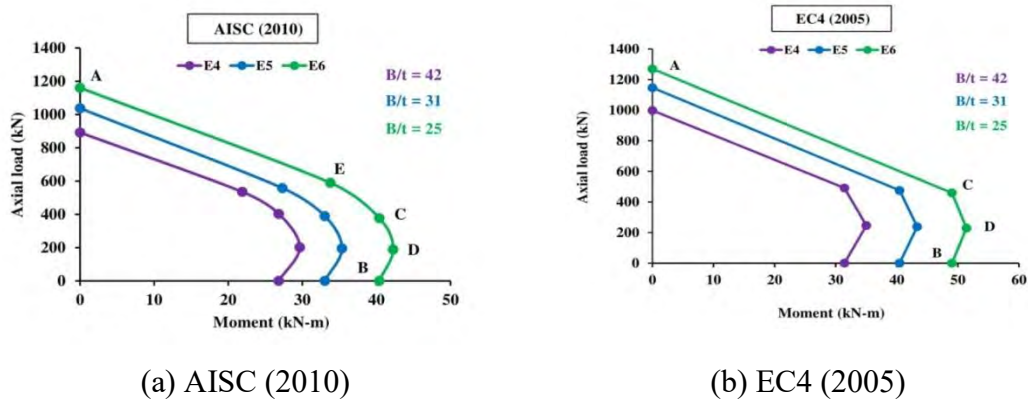 AISC (2010)
E4 E5 E6
B/t = 42
B/t = 31
B/t = 25
A
E
C
D
B
1400
1200
1000
800
600
400
200
0
Axial load (kN)
0 10 20 30 40 50
Moment (kN-m)
(a) AISC (2010)
EC4 (2005)
E4 E5 E6
B/t = 42
B/t = 31
B/t = 25
A
C
D
B
1400
1200
1000
800
600
400
200
0
Axial load (kN)
0 10 20 30 40 50 60
Moment (kN-m)
(b) EC4 (2005)